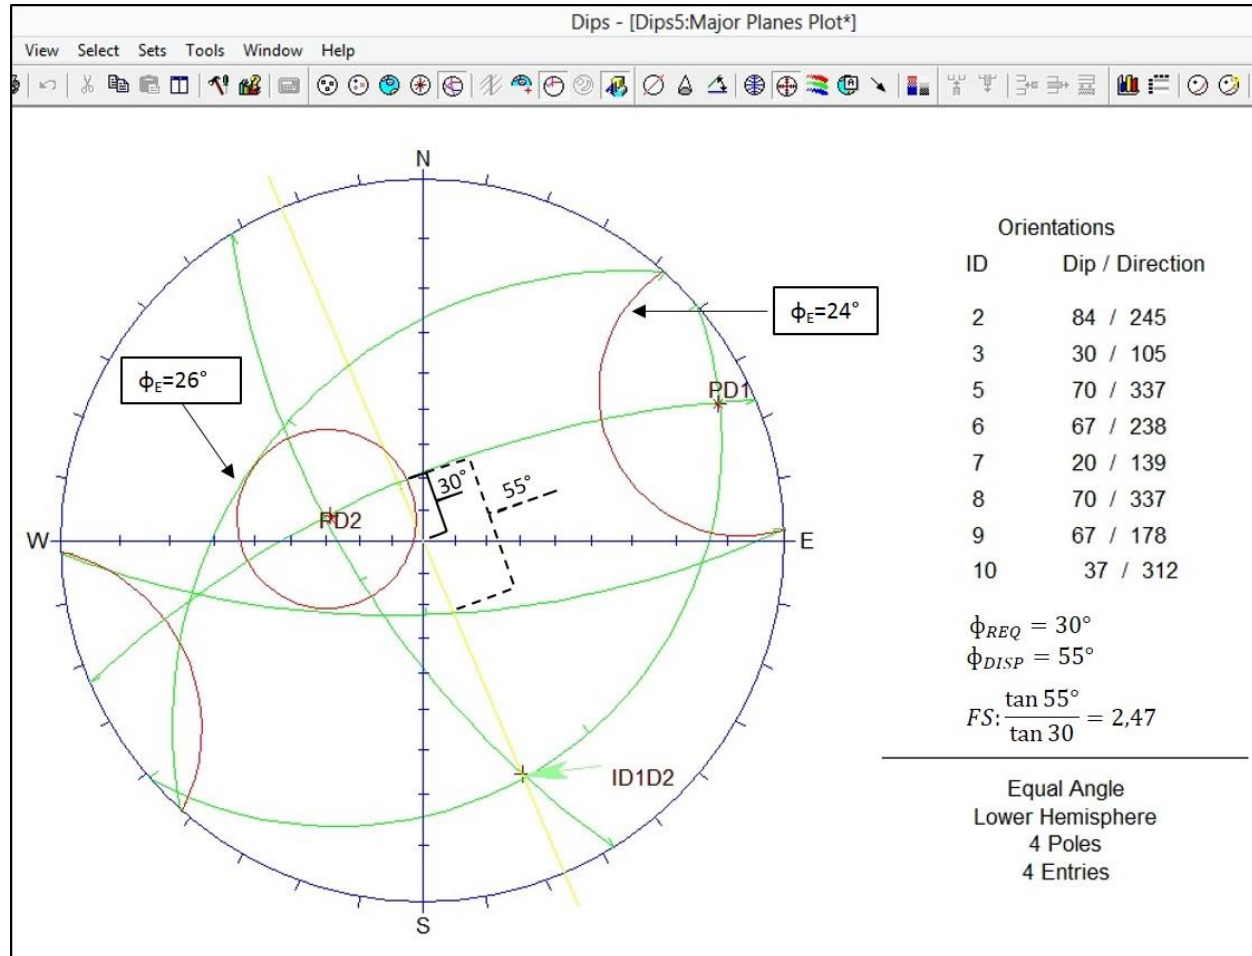 Dips - [Dips5:Major Planes Plot*]
View Select Sets Tools Window Help
N
Orientations
ID Dip / Direction
2 84 / 245
3 30 / 105
5 70 / 337
6 67 / 238
7 20 / 139
8 70 / 337
9 67 / 178
10 37 / 312
ϕE=24°
ϕE=26°
PD1
30°
55°
PD2
W
E
ϕREQ = 30°
ϕDISP = 55°
FS: tan 55° / tan 30 = 2,47
ID1D2
Equal Angle
Lower Hemisphere
4 Poles
4 Entries
S